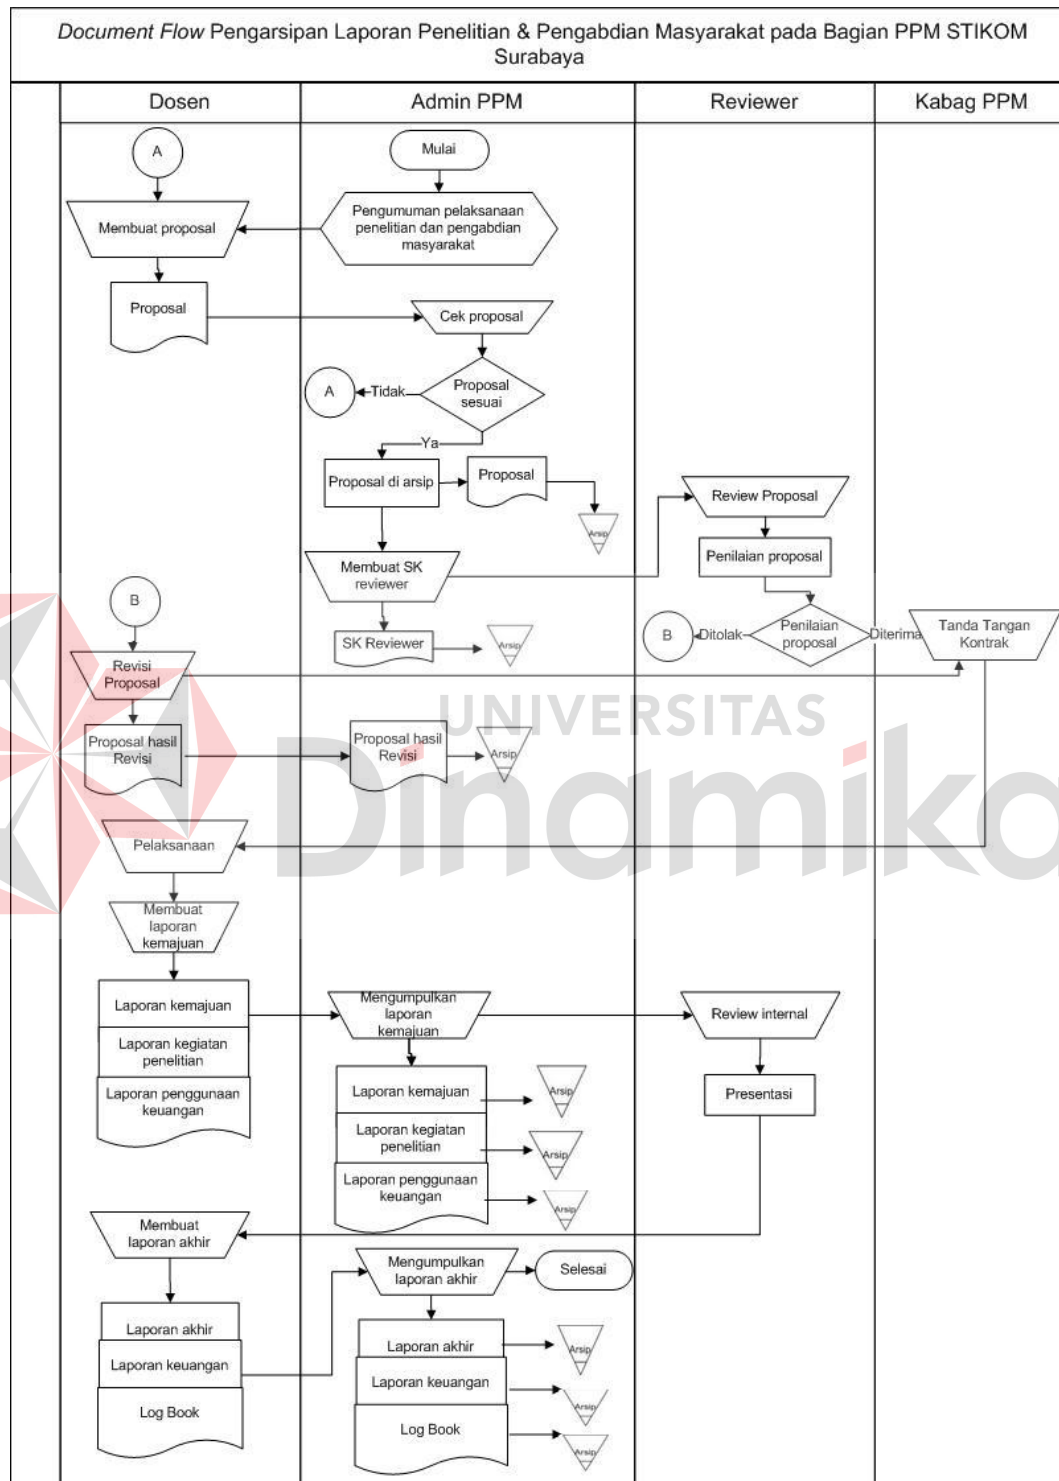 Document Flow Pengarsipan Laporan Penelitian & Pengabdian Masyarakat pada Bagian PPM STIKOM
Surabaya
Dosen
Admin PPM
Reviewer
Kabag PPM
A
Mulai
Membuat proposal
Pengumuman pelaksanaan
penelitian dan pengabdian
masyarakat
Proposal
Cek proposal
A
Tidak
Proposal
sesuai
Ya
Proposal di arsip
Proposal
Arsip
Review Proposal
Penilaian proposal
Membuat SK
reviewer
B
SK Reviewer
Arsip
B
Ditolak
Penilaian
proposal
Diterima
Tanda Tangan
Kontrak
Revisi
Proposal
UNIVERSITAS
Dinamika
Proposal hasil
Revisi
Proposal hasil
Revisi
Arsip
Pelaksanaan
Membuat
laporan
kemajuan
Laporan kemajuan
Laporan kegiatan
penelitian
Laporan penggunaan
keuangan
Mengumpulkan
laporan
kemajuan
Review internal
Presentasi
Laporan kemajuan
Arsip
Laporan kegiatan
penelitian
Arsip
Laporan penggunaan
keuangan
Arsip
Membuat
laporan akhir
Mengumpulkan
laporan akhir
Selesai
Laporan akhir
Laporan keuangan
Log Book
Laporan akhir
Arsip
Laporan keuangan
Arsip
Log Book
Arsip